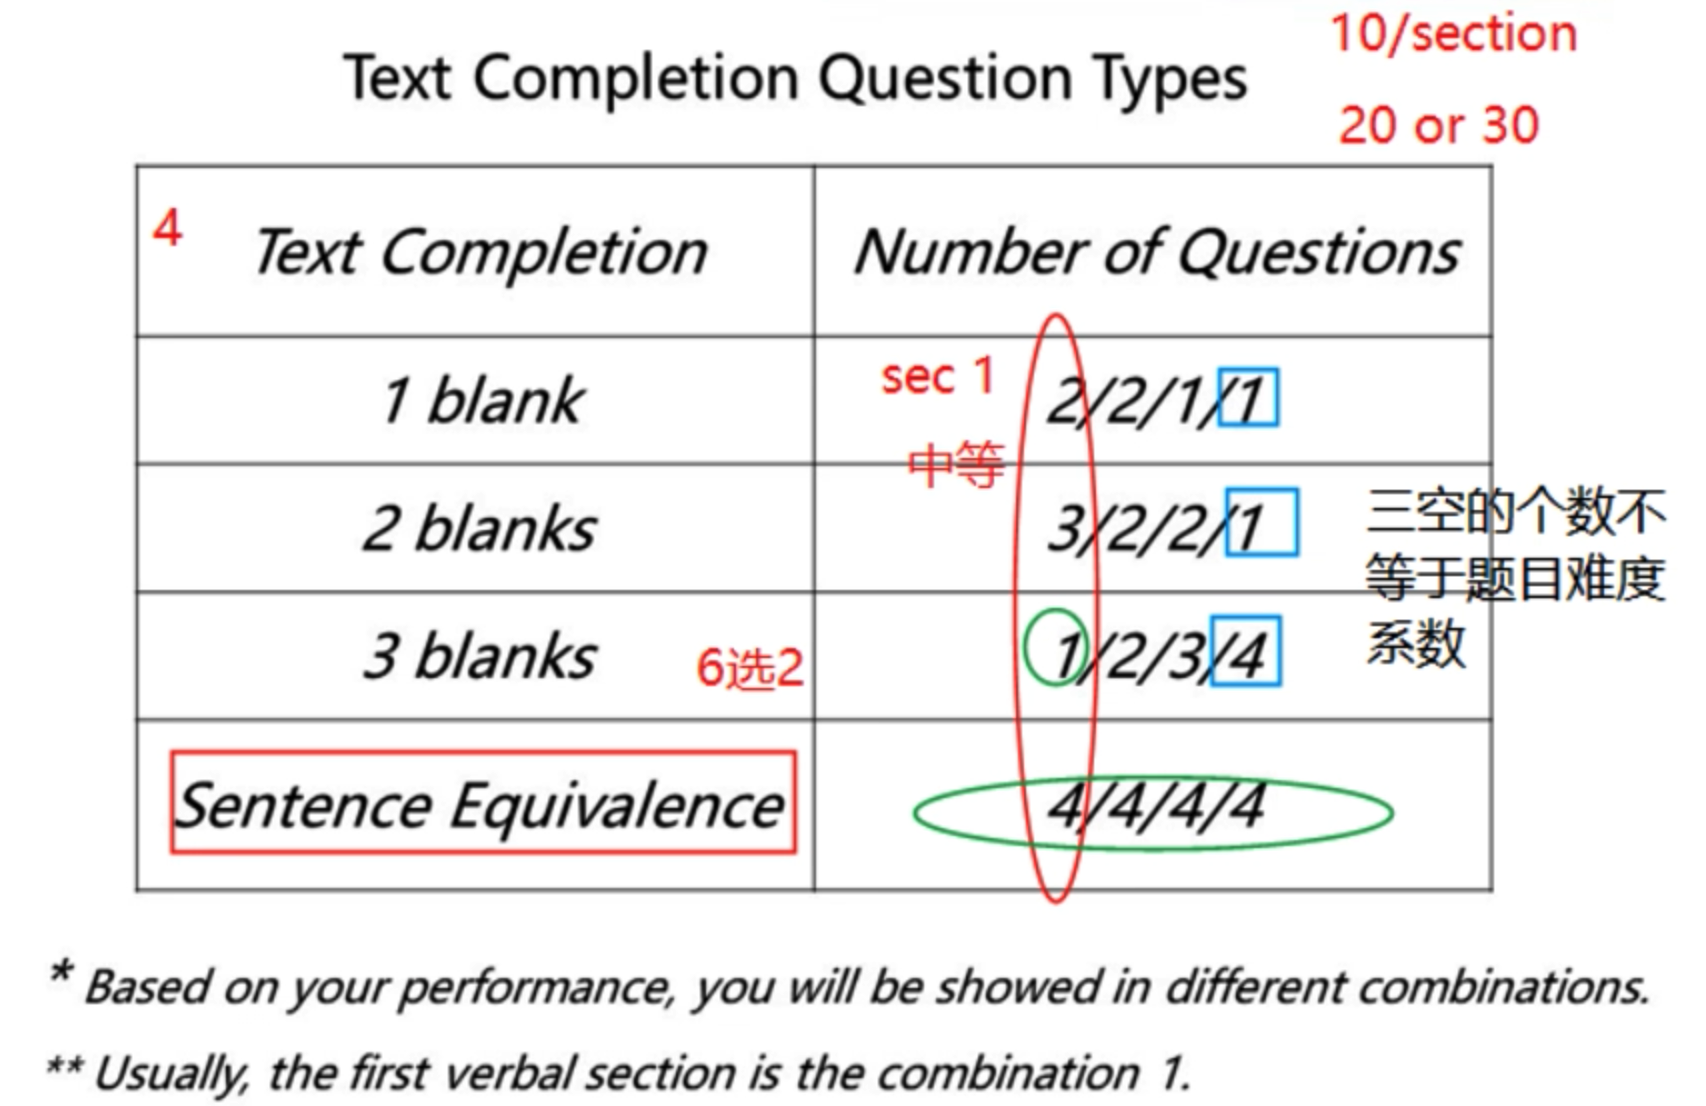 10/section
Text Completion Question Types
20 or 30
4
Text Completion
Number of Questions
1 blank
sec 1
2/2/1/1
中等
2 blanks
3/2/2/1
三空的个数不
等于题目难度
系数
3 blanks
6选2
1/2/3/4
Sentence Equivalence
4/4/4/4
* Based on your performance, you will be showed in different combinations.
** Usually, the first verbal section is the combination 1.